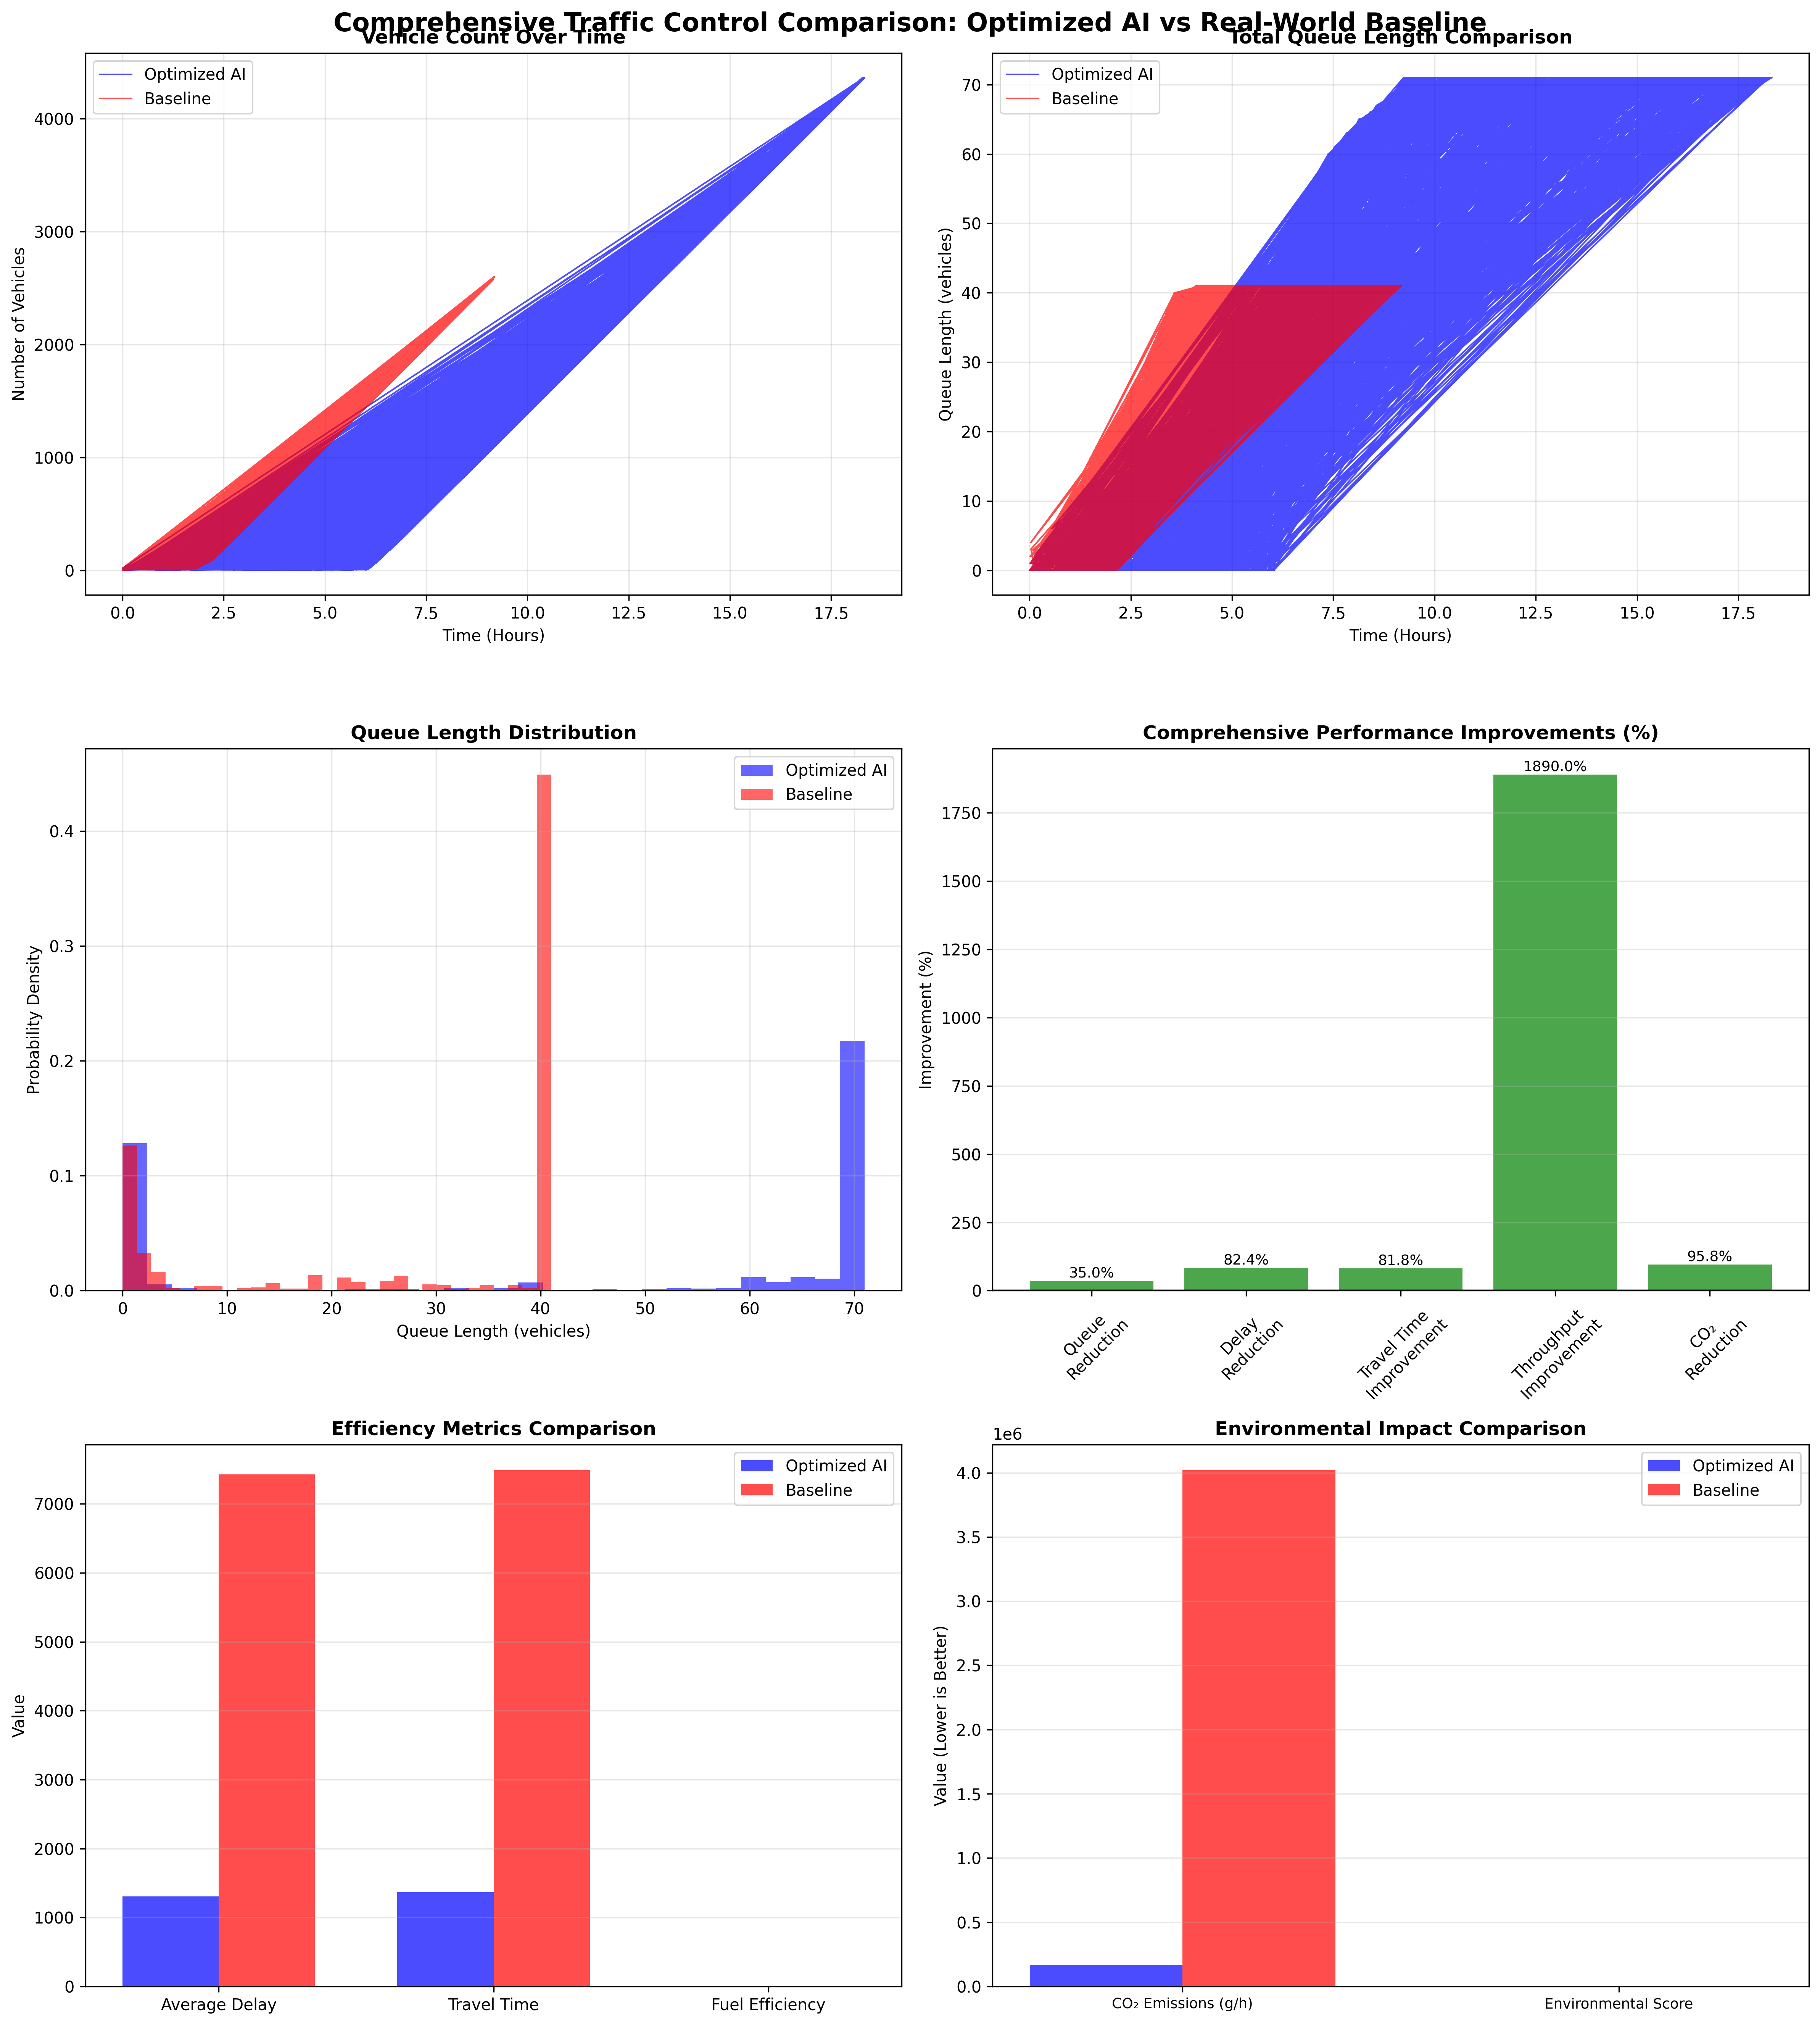 Comprehensive Traffic Control Comparison: Optimized AI vs Real-World Baseline
Vehicle Count Over Time
Optimized AI
Baseline
4000
3000
2000
1000
0
Number of Vehicles
0.0 2.5 5.0 7.5 10.0 12.5 15.0 17.5
Time (Hours)
Total Queue Length Comparison
Optimized AI
Baseline
70
60
50
40
30
20
10
0
Queue Length (vehicles)
0.0 2.5 5.0 7.5 10.0 12.5 15.0 17.5
Time (Hours)
Queue Length Distribution
Optimized AI
Baseline
0.4
0.3
0.2
0.1
0.0
Probability Density
0 10 20 30 40 50 60 70
Queue Length (vehicles)
Comprehensive Performance Improvements (%)
1750
1500
1250
1000
750
500
250
0
Improvement (%)
35.0% 82.4% 81.8% 1890.0% 95.8%
Queue
Reduction
Delay
Reduction
Travel Time
Improvement
Throughput
Improvement
CO₂
Reduction
Efficiency Metrics Comparison
Optimized AI
Baseline
7000
6000
5000
4000
3000
2000
1000
0
Value
Average Delay Travel Time Fuel Efficiency
Environmental Impact Comparison
1e6
Optimized AI
Baseline
4.0
3.5
3.0
2.5
2.0
1.5
1.0
0.5
0.0
Value (Lower is Better)
CO₂ Emissions (g/h) Environmental Score